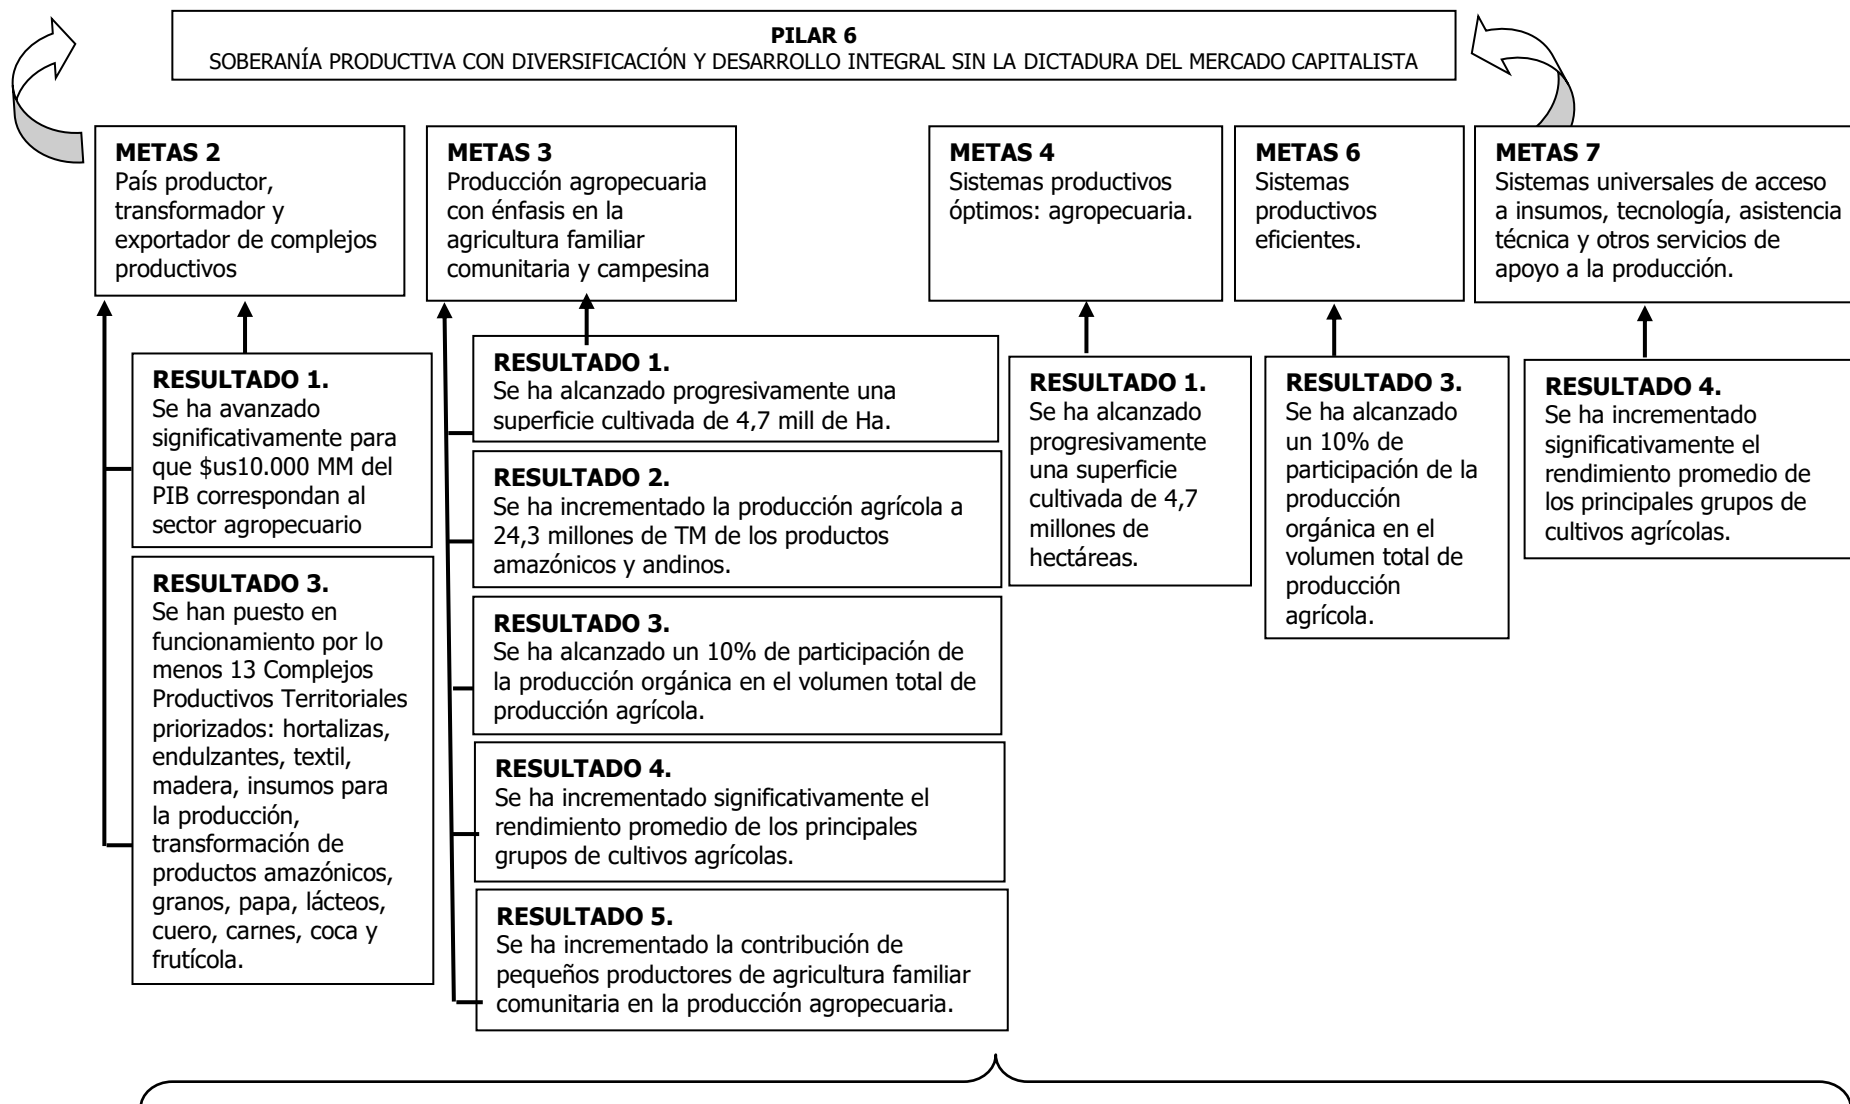 PILAR 6
SOBERANÍA PRODUCTIVA CON DIVERSIFICACIÓN Y DESARROLLO INTEGRAL SIN LA DICTADURA DEL MERCADO CAPITALISTA
METAS 2
País productor,
transformador y
exportador de complejos
productivos
METAS 3
Producción agropecuaria
con énfasis en la
agricultura familiar
comunitaria y campesina
METAS 4
Sistemas productivos
óptimos: agropecuaria.
METAS 6
Sistemas
productivos
eficientes.
METAS 7
Sistemas universales de acceso
a insumos, tecnología, asistencia
técnica y otros servicios de
apoyo a la producción.
RESULTADO 1.
Se ha avanzado
significativamente para
que $us10.000 MM del
PIB correspondan al
sector agropecuario
RESULTADO 3.
Se han puesto en
funcionamiento por lo
menos 13 Complejos
Productivos Territoriales
priorizados: hortalizas,
endulzantes, textil,
madera, insumos para
la producción,
transformación de
productos amazónicos,
granos, papa, lácteos,
cuero, carnes, coca y
frutícola.
RESULTADO 1.
Se ha alcanzado progresivamente una
superficie cultivada de 4,7 mill de Ha.
RESULTADO 2.
Se ha incrementado la producción agrícola a
24,3 millones de TM de los productos
amazónicos y andinos.
RESULTADO 3.
Se ha alcanzado un 10% de participación de
la producción orgánica en el volumen total de
producción agrícola.
RESULTADO 4.
Se ha incrementado significativamente el
rendimiento promedio de los principales
grupos de cultivos agrícolas.
RESULTADO 5.
Se ha incrementado la contribución de
pequeños productores de agricultura familiar
comunitaria en la producción agropecuaria.
RESULTADO 1.
Se ha alcanzado
progresivamente
una superficie
cultivada de 4,7
millones de
hectáreas.
RESULTADO 3.
Se ha alcanzado
un 10% de
participación de la
producción
orgánica en el
volumen total de
producción
agrícola.
RESULTADO 4.
Se ha incrementado
significativamente el
rendimiento promedio de
los principales grupos de
cultivos agrícolas.